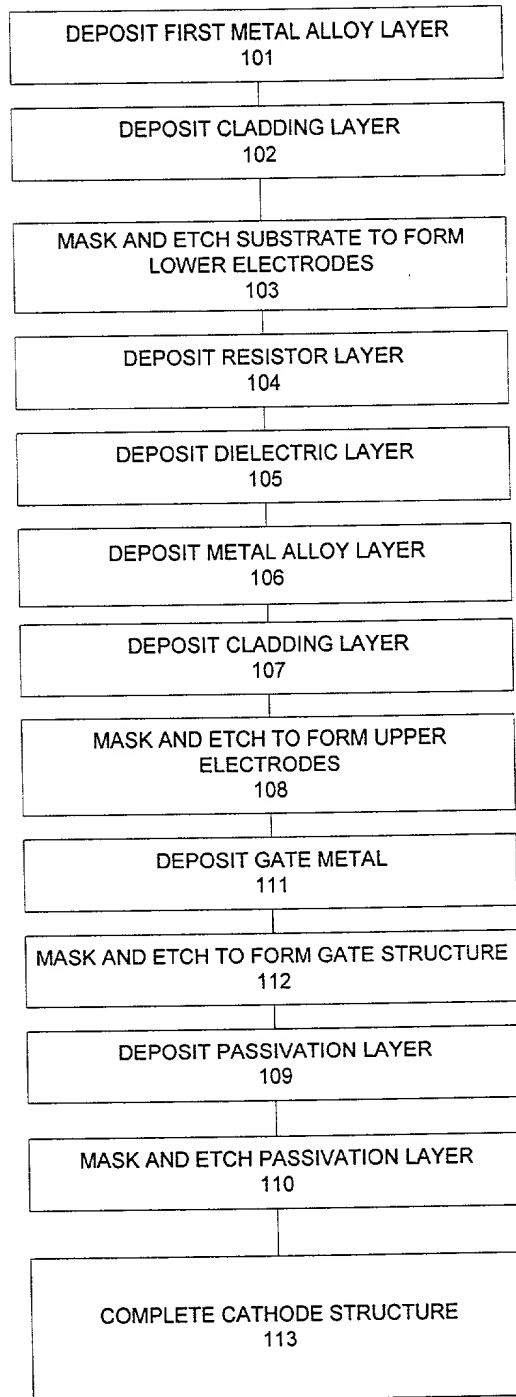 DEPOSIT FIRST METAL ALLOY LAYER
101
DEPOSIT CLADDING LAYER
102
MASK AND ETCH SUBSTRATE TO FORM
LOWER ELECTRODES
103
DEPOSIT RESISTOR LAYER
104
DEPOSIT DIELECTRIC LAYER
105
DEPOSIT METAL ALLOY LAYER
106
DEPOSIT CLADDING LAYER
107
MASK AND ETCH TO FORM UPPER
ELECTRODES
108
DEPOSIT GATE METAL
111
MASK AND ETCH TO FORM GATE STRUCTURE
112
DEPOSIT PASSIVATION LAYER
109
MASK AND ETCH PASSIVATION LAYER
110
COMPLETE CATHODE STRUCTURE
113